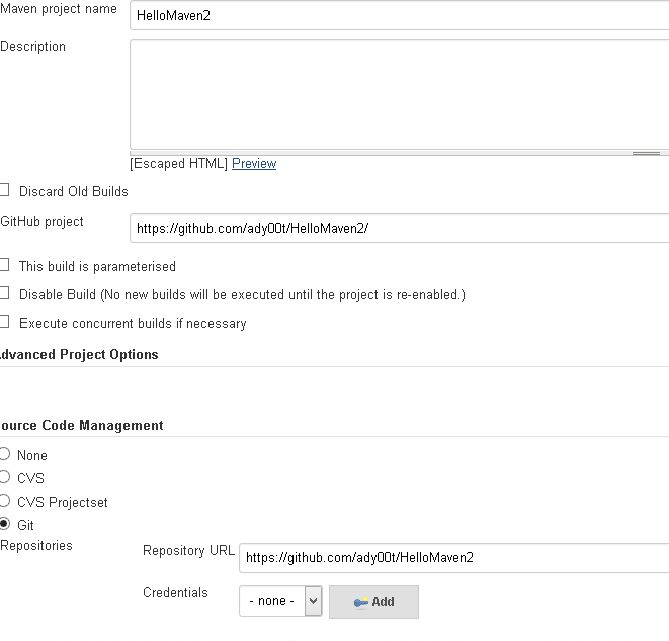 Maven project name HelloMaven2
Description
[Escaped HTML] Preview
Discard Old Builds
GitHub project https://github.com/ady00t/HelloMaven2/
This build is parameterised
Disable Build (No new builds will be executed until the project is re-enabled.)
Execute concurrent builds if necessary
dvanced Project Options
ource Code Management
None
CVS
CVS Projectset
Git
Repositories Repository URL https://github.com/ady00t/HelloMaven2
Credentials - none - Add